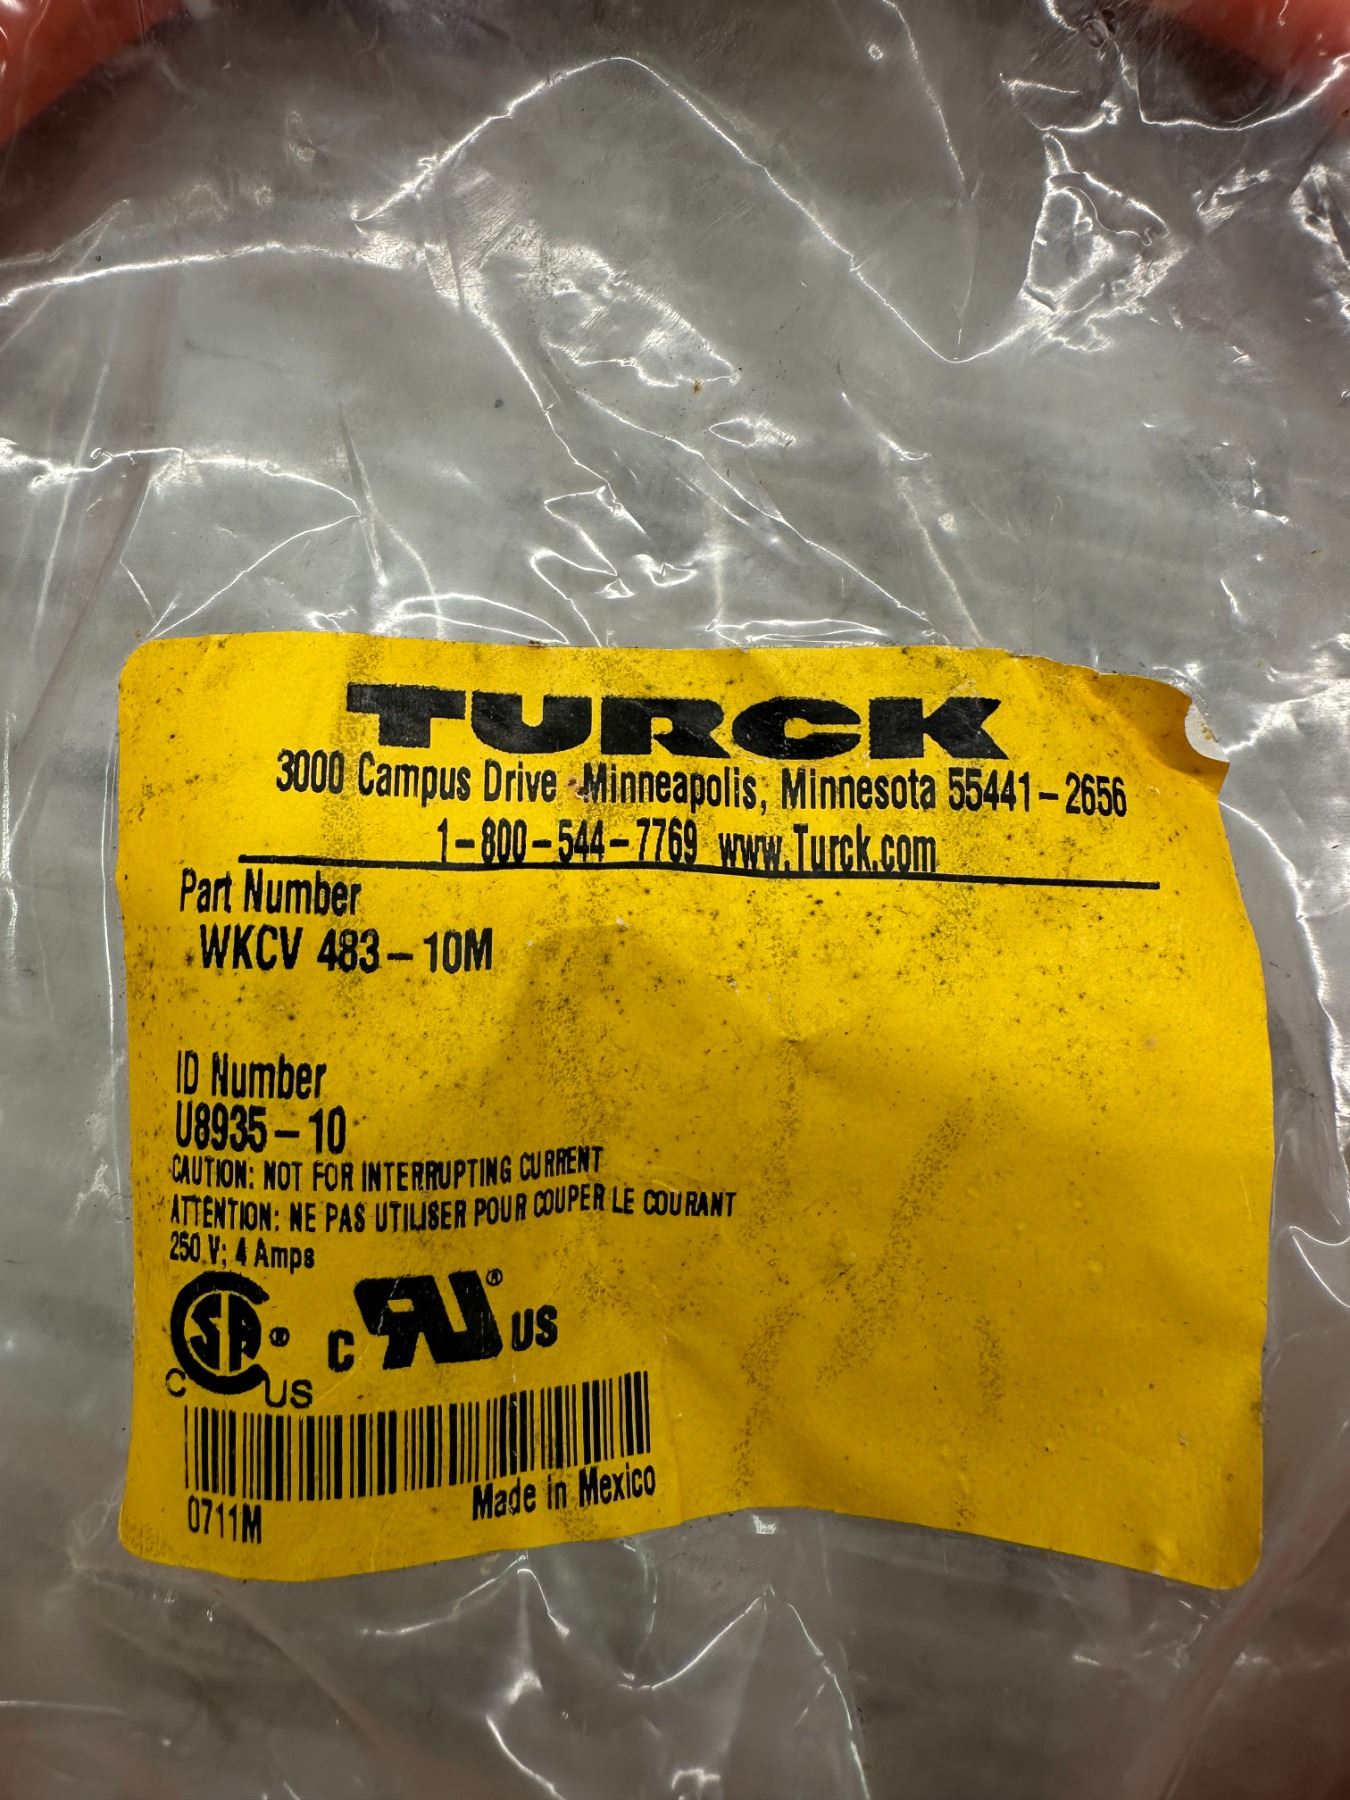 TURCK
3000 Campus Drive Minneapolis, Minnesota 55441-2656
1-800-544-7769 www.Turck.com
Part Number
WKCV 483-10M
ID Number
U8935-10
CAUTION: NOT FOR INTERRUPTING CURRENT
ATTENTION: NE PAS UTILISER POUR COUPER LE COURANT
250 V; 4 Amps
C SA ® C US
C RU ® US
0711M
Made in Mexico